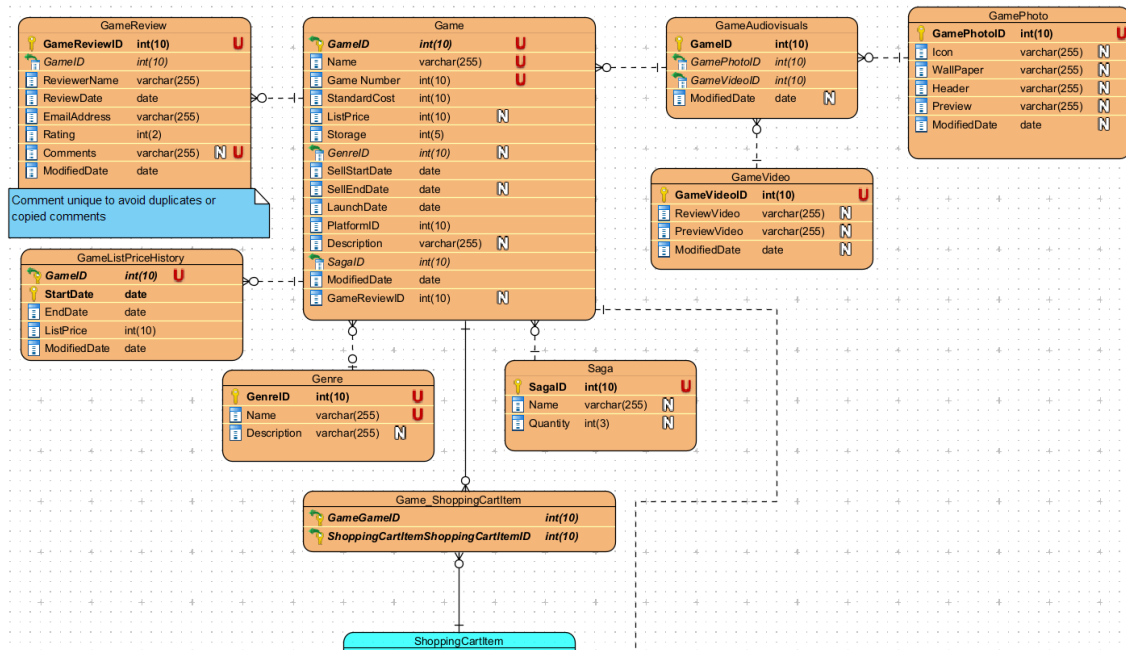 GameReview
GameReviewID int(10) U
GameID int(10)
ReviewerName varchar(255)
ReviewDate date
EmailAddress varchar(255)
Rating int(2)
Comments varchar(255) N U
ModifiedDate date
Comment unique to avoid duplicates or
copied comments
GameListPriceHistory
GameID int(10) U
StartDate date
EndDate date
ListPrice int(10)
ModifiedDate date
Game
GameID int(10) U
Name varchar(255) U
Game Number int(10) U
StandardCost int(10)
ListPrice int(10) N
Storage int(5)
GenreID int(10) N
SellStartDate date
SellEndDate date N
LaunchDate date
PlatformID int(10)
Description varchar(255) N
SagaID int(10)
ModifiedDate date
GameReviewID int(10) N
GameAudiovisuals
GameID int(10)
GamePhotoID int(10)
GameVideoID int(10)
ModifiedDate date N
GamePhoto
GamePhotoID int(10) U
Icon varchar(255) N
WallPaper varchar(255) N
Header varchar(255) N
Preview varchar(255) N
ModifiedDate date N
GameVideo
GameVideoID int(10) U
ReviewVideo varchar(255) N
PreviewVideo varchar(255) N
ModifiedDate date N
Genre
GenreID int(10) U
Name varchar(255) U
Description varchar(255) N
Saga
SagaID int(10) U
Name varchar(255) N
Quantity int(3) N
Game_ShoppingCartItem
GameGameID int(10)
ShoppingCartItemShoppingCartItemID int(10)
ShoppingCartItem